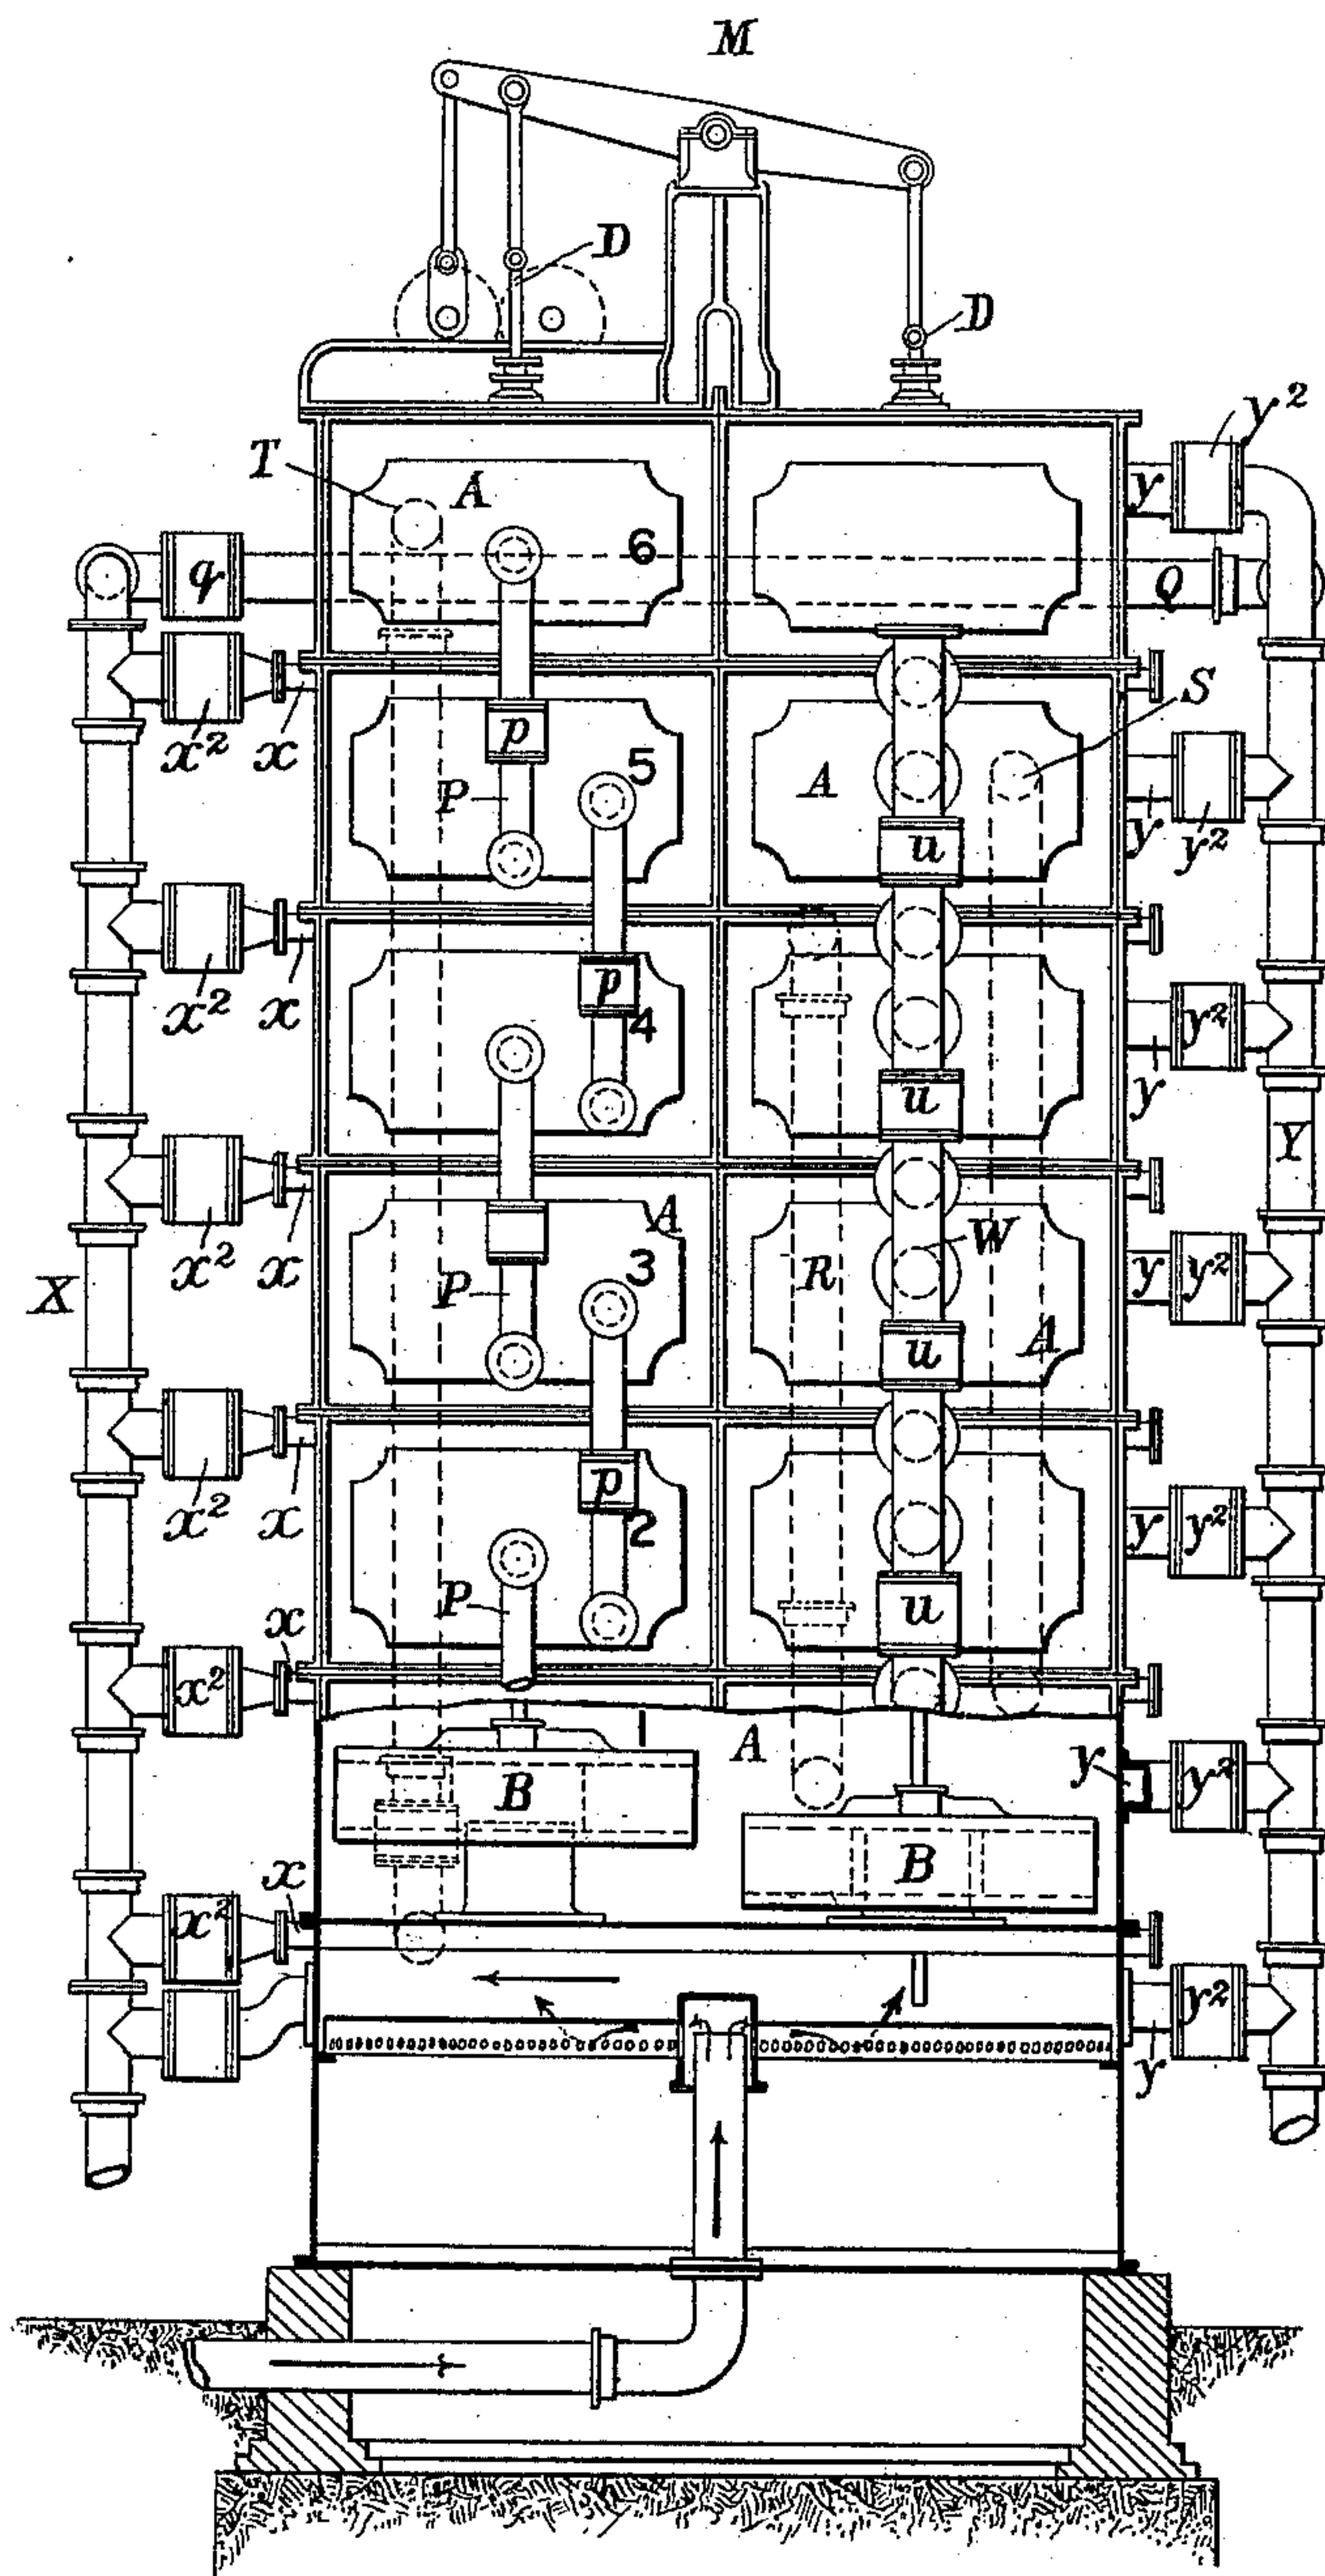 M
D
D
y²
T
A
y
6
q
Q
x²
x
p
S
5
P
A
y
y²
u
x²
x
p
4
y²
y
u
Y
x²
x
A
W
X
P
3
R
y
y²
A
u
x²
x
p
2
y
y²
P
u
x
x²
A
y
y²
B
B
x
x²
y²
y